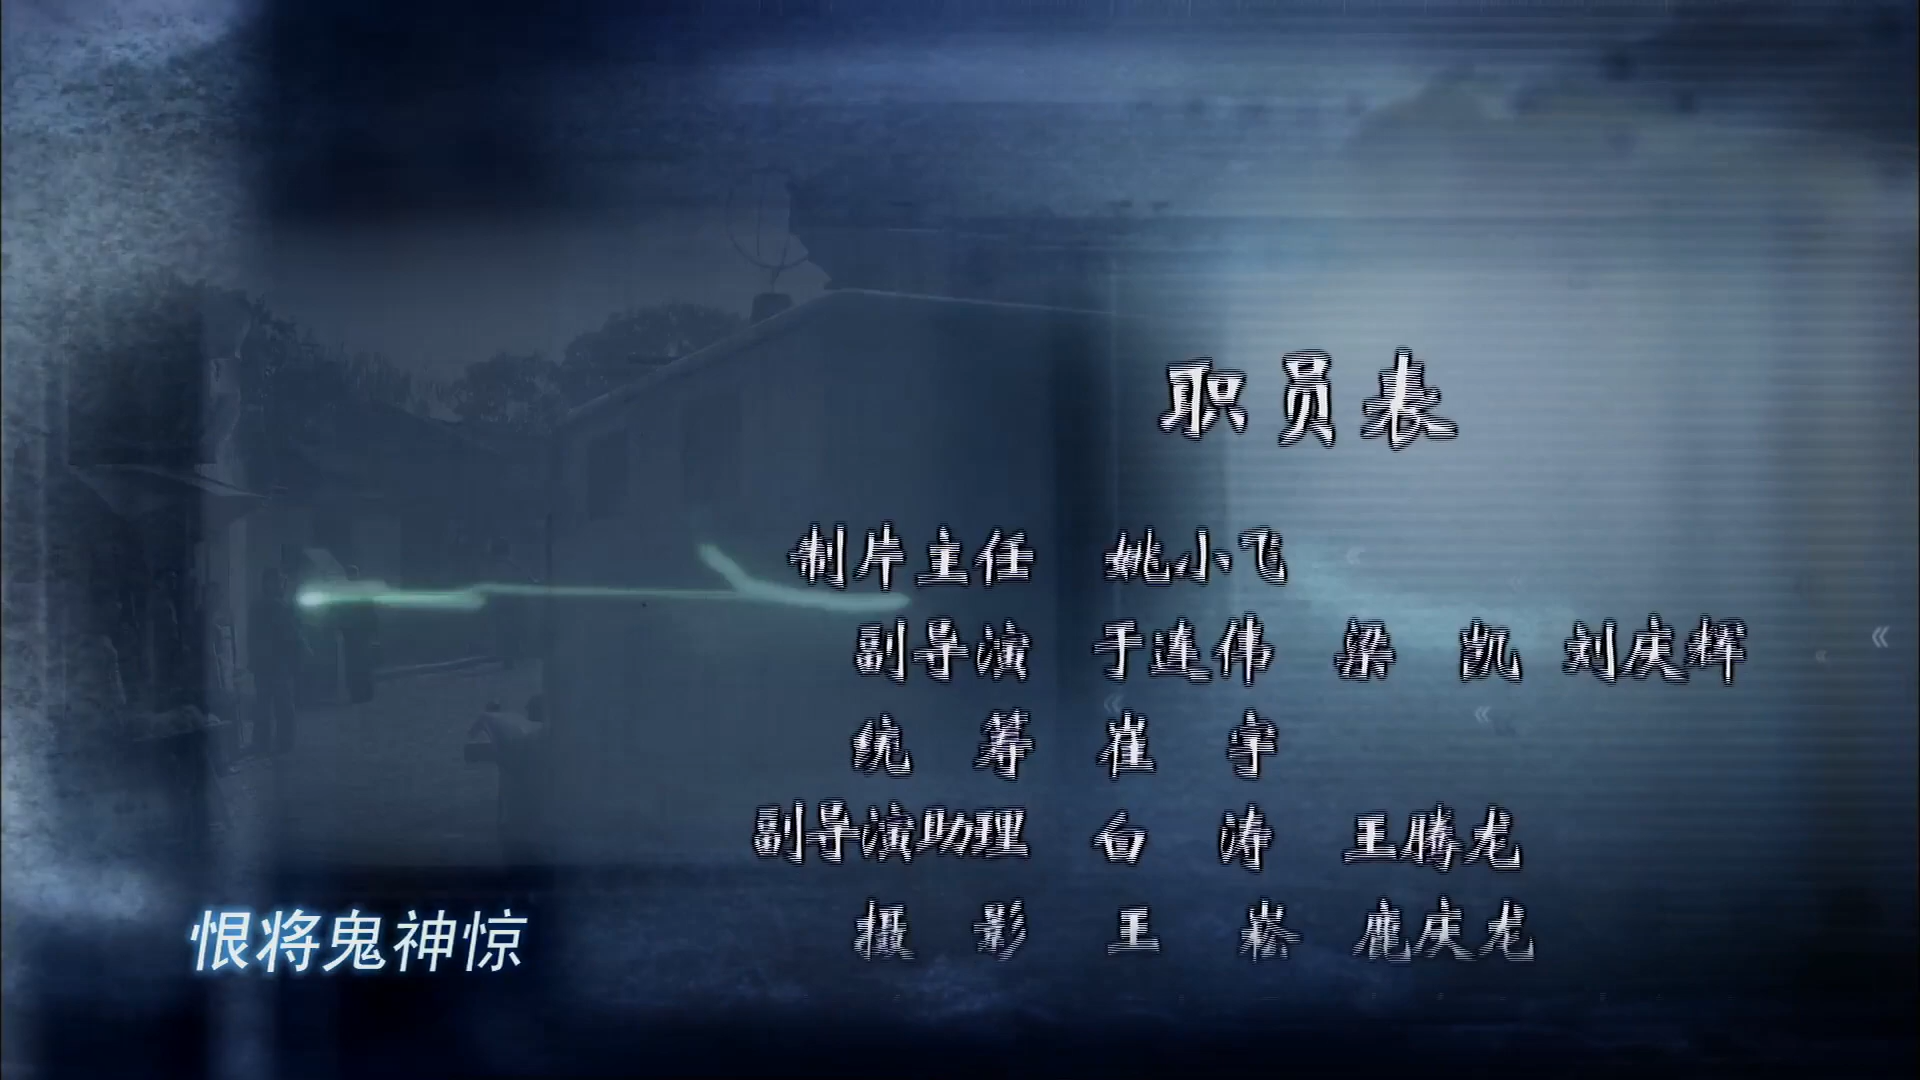 职员表
制片主任 姚小飞
副导演 于连伟 梁凯 刘庆辉
统筹 崔宇
副导演助理 白涛 王腾龙
摄影 王崧 鹿庆龙
恨将鬼神惊